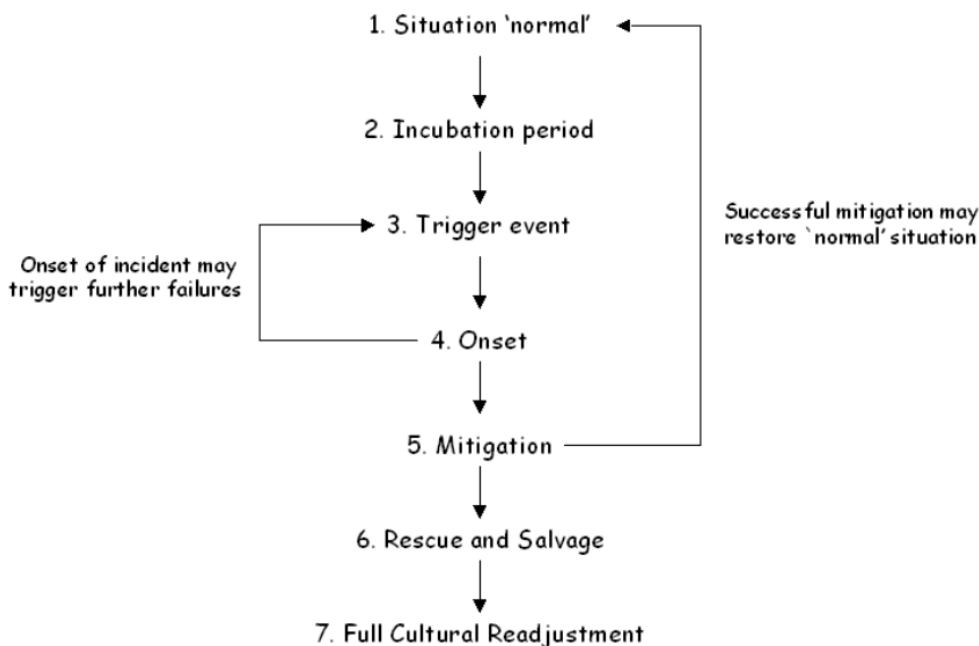 1. Situation ‘normal’
2. Incubation period
3. Trigger event
Successful mitigation may
restore ‘normal’ situation
Onset of incident may
trigger further failures
4. Onset
5. Mitigation
6. Rescue and Salvage
7. Full Cultural Readjustment